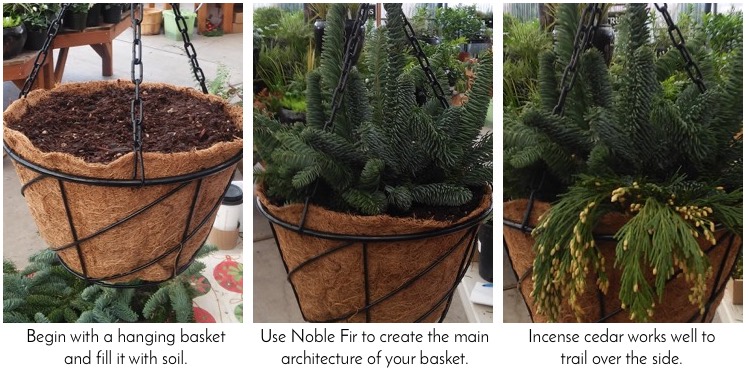 Begin with a hanging basket
and fill it with soil.
Use Noble Fir to create the main
architecture of your basket.
Incense cedar works well to
trail over the side.